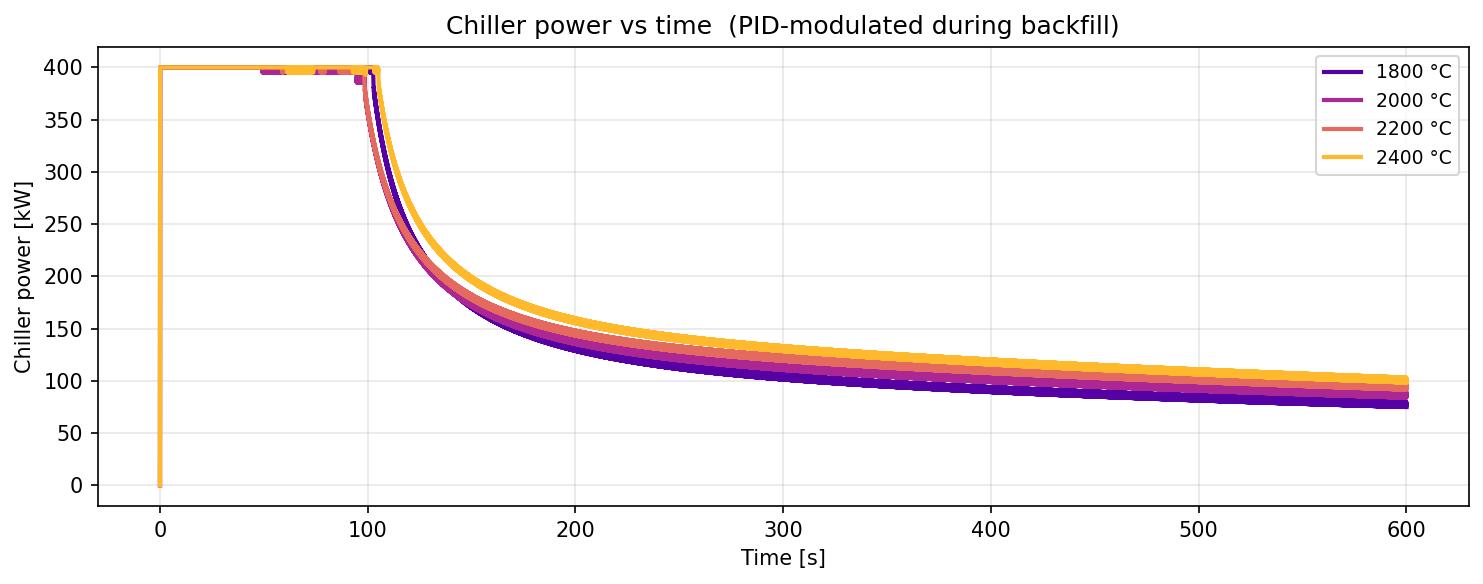 Chiller power vs time  (PID-modulated during backfill)
Chiller power [kW]
400
350
300
250
200
150
100
50
0
1800 °C
2000 °C
2200 °C
2400 °C
0 100 200 300 400 500 600
Time [s]